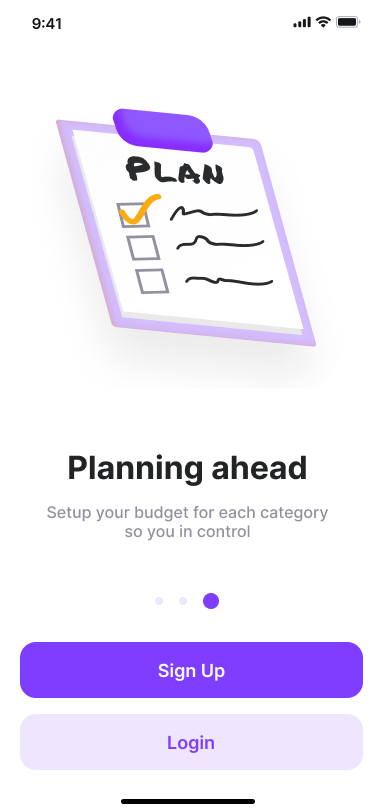 9:41
PLAN
Planning ahead
Setup your budget for each category
so you in control
Sign Up
Login